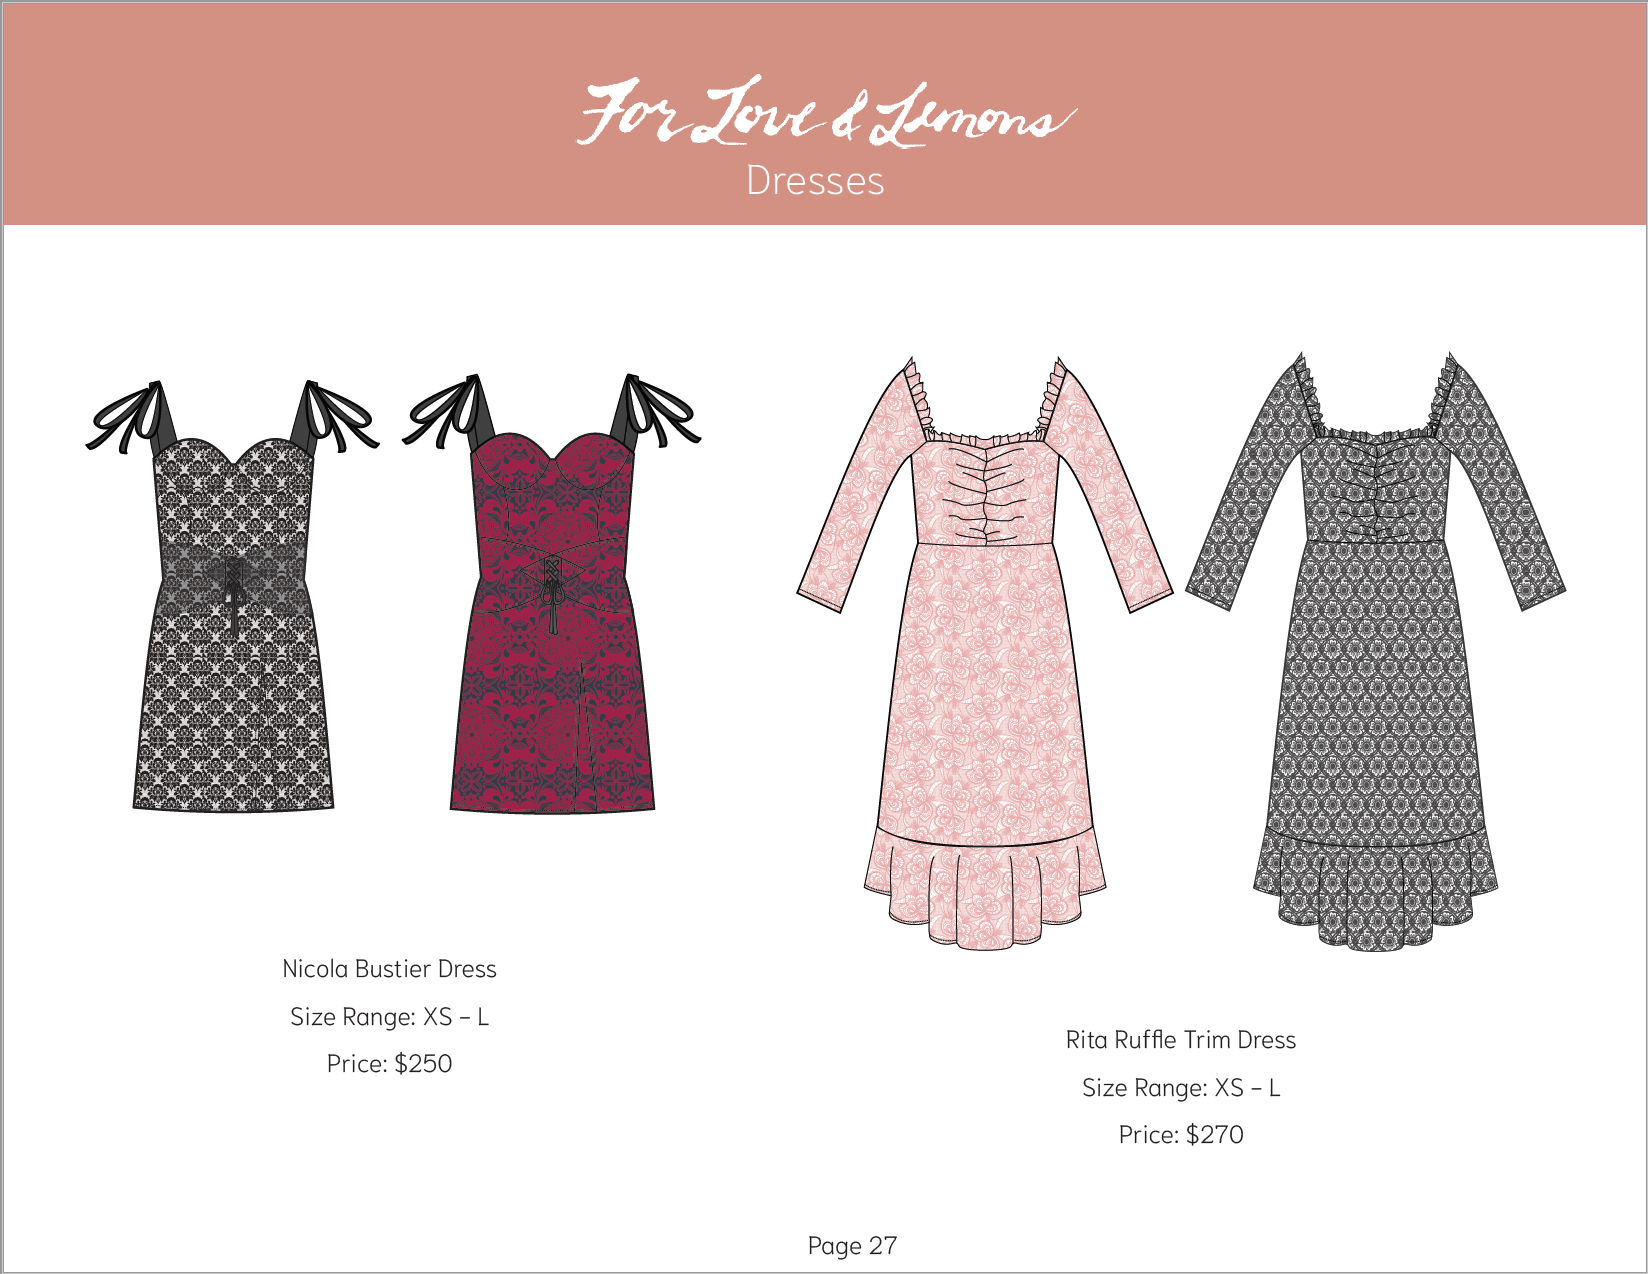 For Love & Lemons
Dresses
Nicola Bustier Dress
Size Range: XS – L
Price: $250
Rita Ruffle Trim Dress
Size Range: XS – L
Price: $270
Page 27